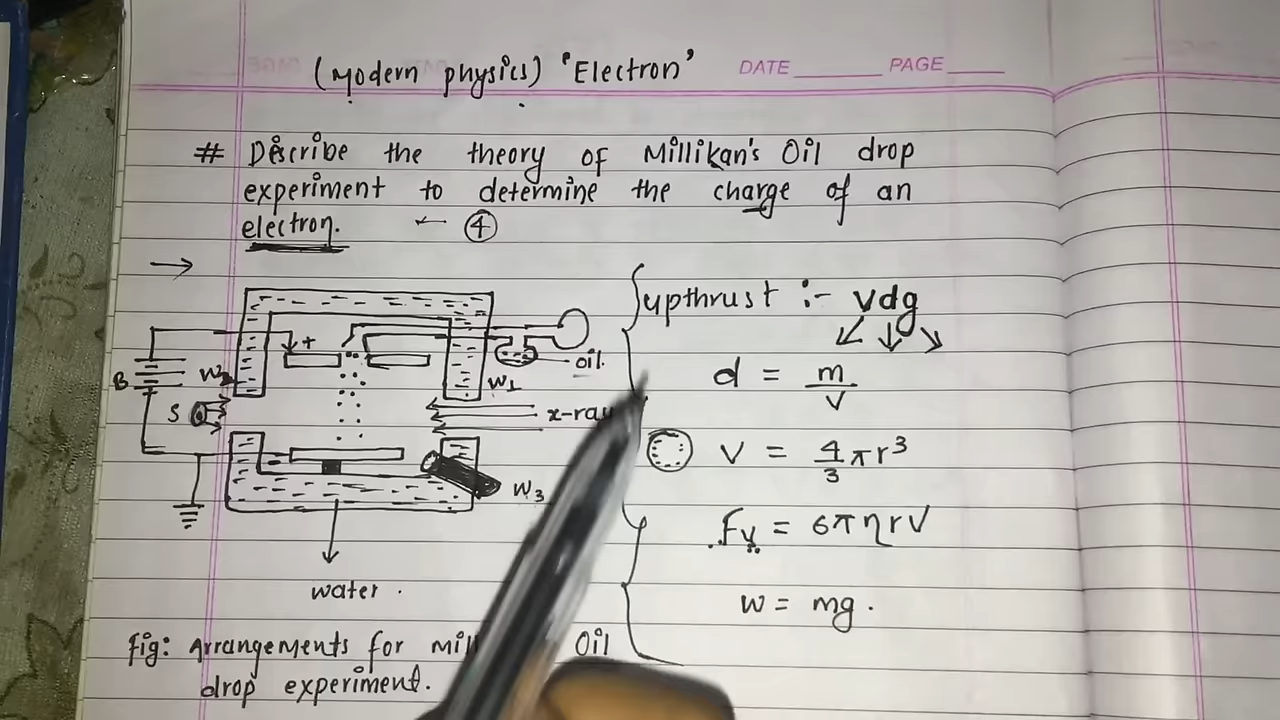 (Modern physics) 'Electron'
DATE PAGE
# Describe the theory of Millikan's Oil drop
experiment to determine the charge of an
electron. ← ④
→
upthrust :- vdg
d = m/v
V = 4/3 πr³
Fv = 6πηrV
W = mg.
+
oil.
B
W₂
W₁
S
x-ray
W₃
water.
Fig: Arrangements for Oil
drop experiment.